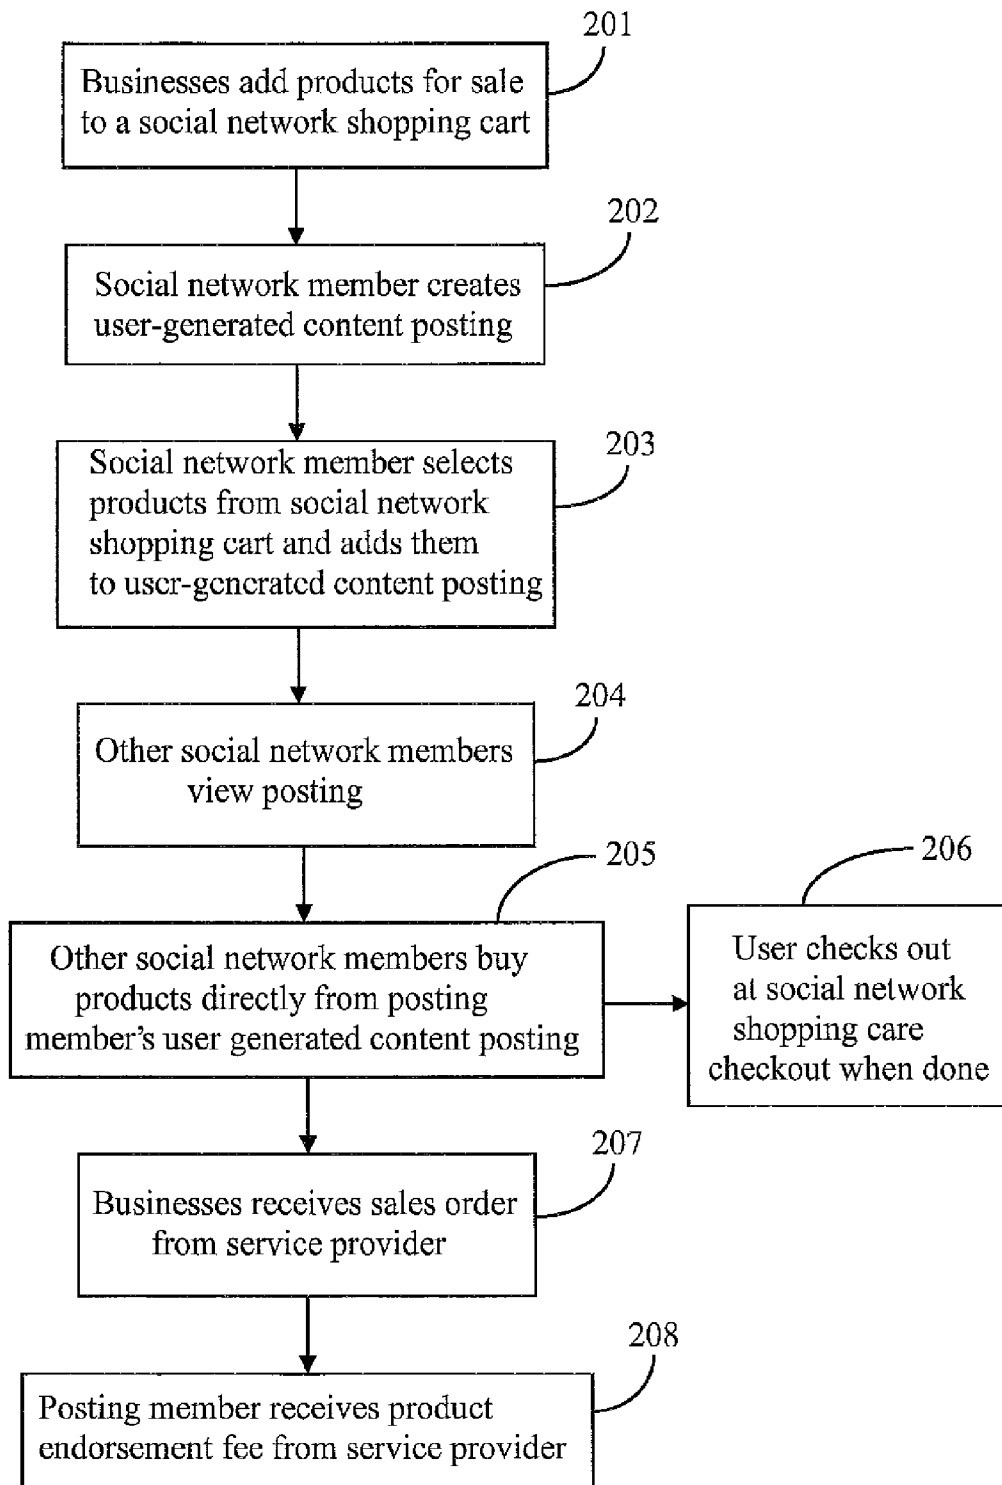 201
Businesses add products for sale
to a social network shopping cart
202
Social network member creates
user-generated content posting
203
Social network member selects
products from social network
shopping cart and adds them
to user-generated content posting
204
Other social network members
view posting
205
Other social network members buy
products directly from posting
member's user generated content posting
206
User checks out
at social network
shopping care
checkout when done
207
Businesses receives sales order
from service provider
208
Posting member receives product
endorsement fee from service provider